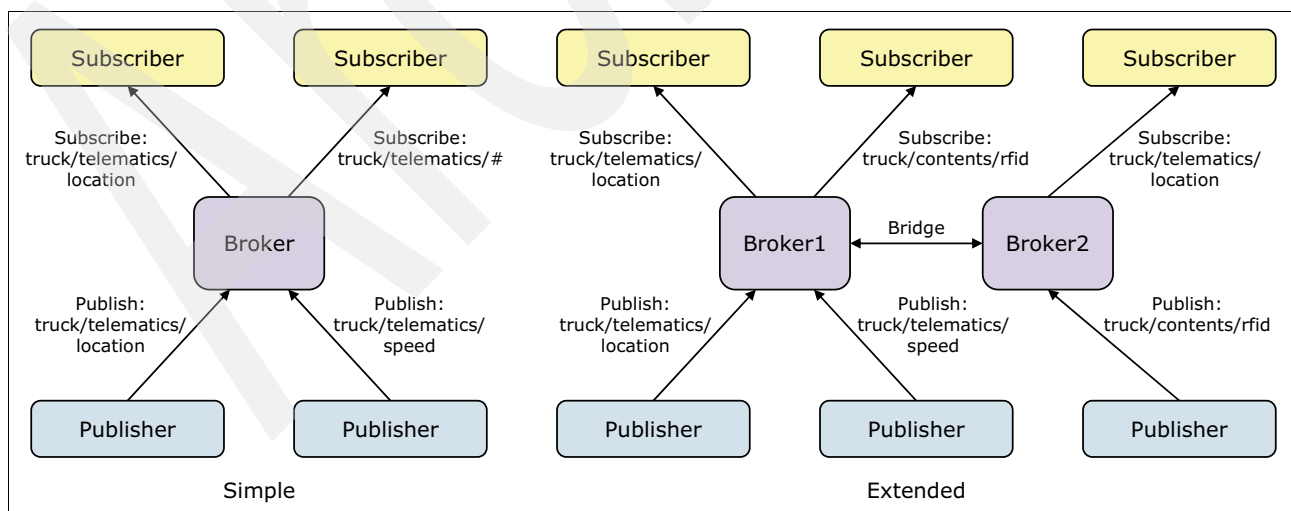 Subscriber
Subscriber
Subscriber
Subscriber
Subscriber
Subscribe:
truck/telematics/
location
Subscribe:
truck/telematics/#
Subscribe:
truck/telematics/
location
Subscribe:
truck/contents/rfid
Subscribe:
truck/telematics/
location
Broker
Broker1
Bridge
Broker2
Publish:
truck/telematics/
location
Publish:
truck/telematics/
speed
Publish:
truck/telematics/
location
Publish:
truck/telematics/
speed
Publish:
truck/contents/rfid
Publisher
Publisher
Publisher
Publisher
Publisher
Simple
Extended